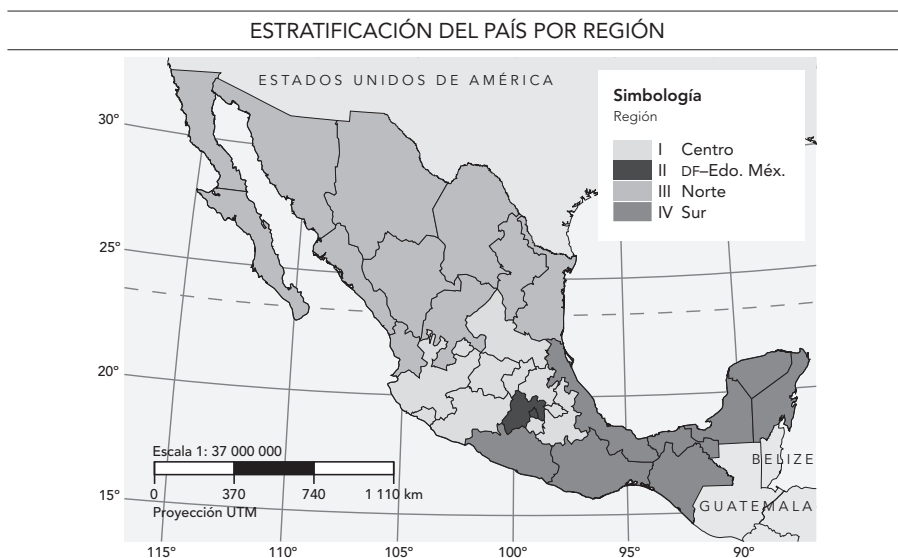 ESTRATIFICACIÓN DEL PAÍS POR REGIÓN
ESTADOS UNIDOS DE AMÉRICA
Simbología
Región
I Centro
II DF–Edo. Méx.
III Norte
IV Sur
30°
25°
20°
15°
Escala 1: 37 000 000
0 370 740 1 110 km
Proyección UTM
BELIZE
GUATEMALA
115° 110° 105° 100° 95° 90°